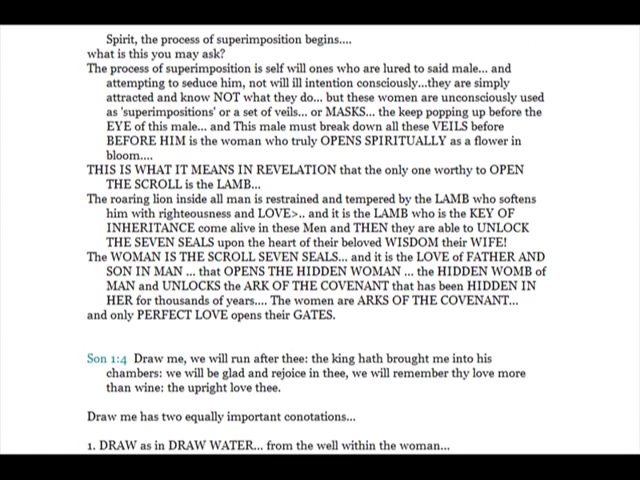 Spirit, the process of superimposition begins....
what is this you may ask?
The process of superimposition is self will ones who are lured to said male... and
attempting to seduce him, not will ill intention consciously...they are simply
attracted and know NOT what they do... but these women are unconsciously used
as 'superimpositions' or a set of veils... or MASKS... the keep popping up before the
EYE of this male... and This male must break down all these VEILS before
BEFORE HIM is the woman who truly OPENS SPIRITUALLY as a flower in
bloom....
THIS IS WHAT IT MEANS IN REVELATION that the only one worthy to OPEN
THE SCROLL is the LAMB...
The roaring lion inside all man is restrained and tempered by the LAMB who softens
him with righteousness and LOVE>.. and it is the LAMB who is the KEY OF
INHERITANCE come alive in these Men and THEN they are able to UNLOCK
THE SEVEN SEALS upon the heart of their beloved WISDOM their WIFE!
The WOMAN IS THE SCROLL SEVEN SEALS... and it is the LOVE of FATHER AND
SON IN MAN ... that OPENS THE HIDDEN WOMAN ... the HIDDEN WOMB of
MAN and UNLOCKS the ARK OF THE COVENANT that has been HIDDEN IN
HER for thousands of years.... The women are ARKS OF THE COVENANT...
and only PERFECT LOVE opens their GATES.
Son 1:4 Draw me, we will run after thee: the king hath brought me into his
chambers: we will be glad and rejoice in thee, we will remember thy love more
than wine: the upright love thee.
Draw me has two equally important conotations...
1. DRAW as in DRAW WATER... from the well within the woman...